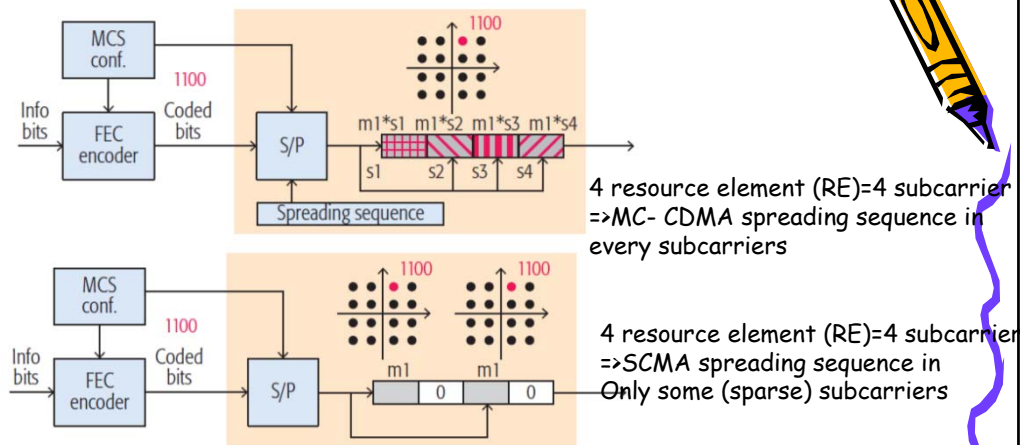 MCS
conf.
1100
1100
Info
bits
Coded
bits
FEC
encoder
S/P
m1*s1 m1*s2 m1*s3 m1*s4
s1 s2 s3 s4
Spreading sequence
4 resource element (RE)=4 subcarrier
=>MC- CDMA spreading sequence in
every subcarriers
MCS
conf.
1100
1100
1100
Info
bits
Coded
bits
FEC
encoder
S/P
m1 m1
0 0
4 resource element (RE)=4 subcarrier
=>SCMA spreading sequence in
Only some (sparse) subcarriers